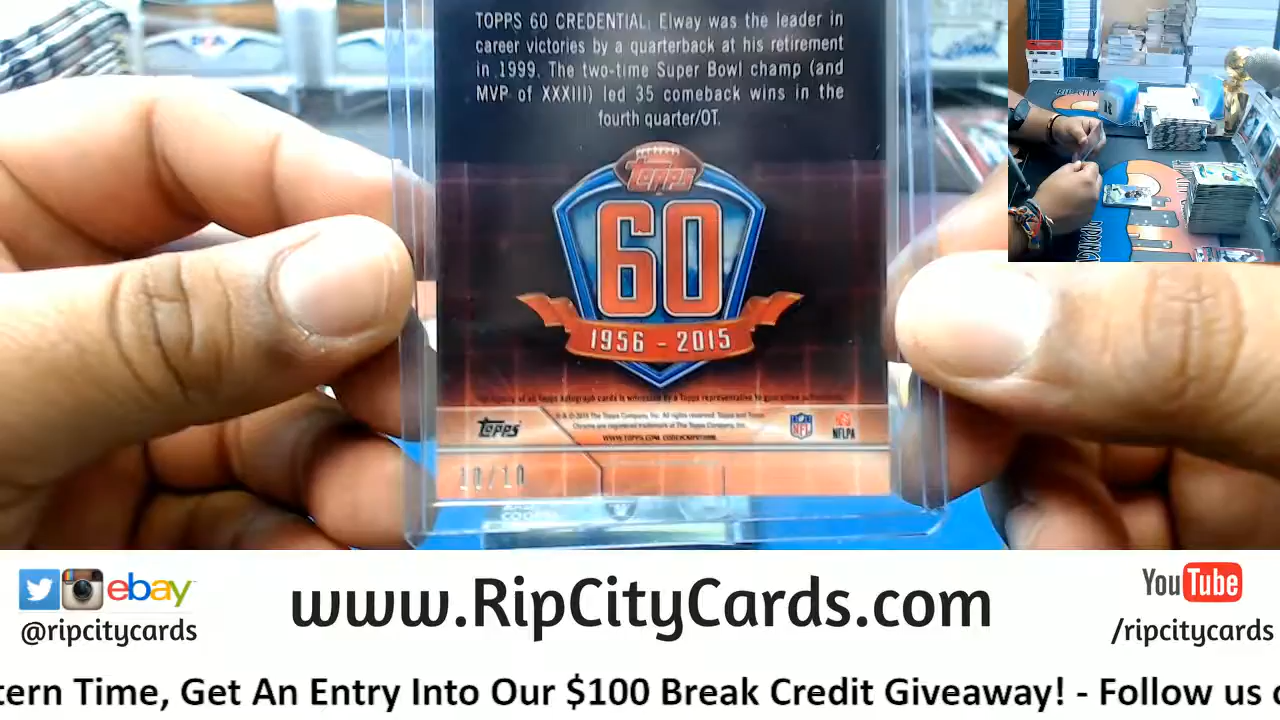 TOPPS 60 CREDENTIAL: Elway was the leader in
career victories by a quarterback at his retirement
in 1999. The two-time Super Bowl champ (and
MVP of XXXIII) led 35 comeback wins in the
fourth quarter/OT.
Topps
60
1956 - 2015
Topps
NFL
NFLPA
10/10
ebay
@ripcitycards
www.RipCityCards.com
YouTube
/ripcitycards
tern Time, Get An Entry Into Our $100 Break Credit Giveaway! - Follow us